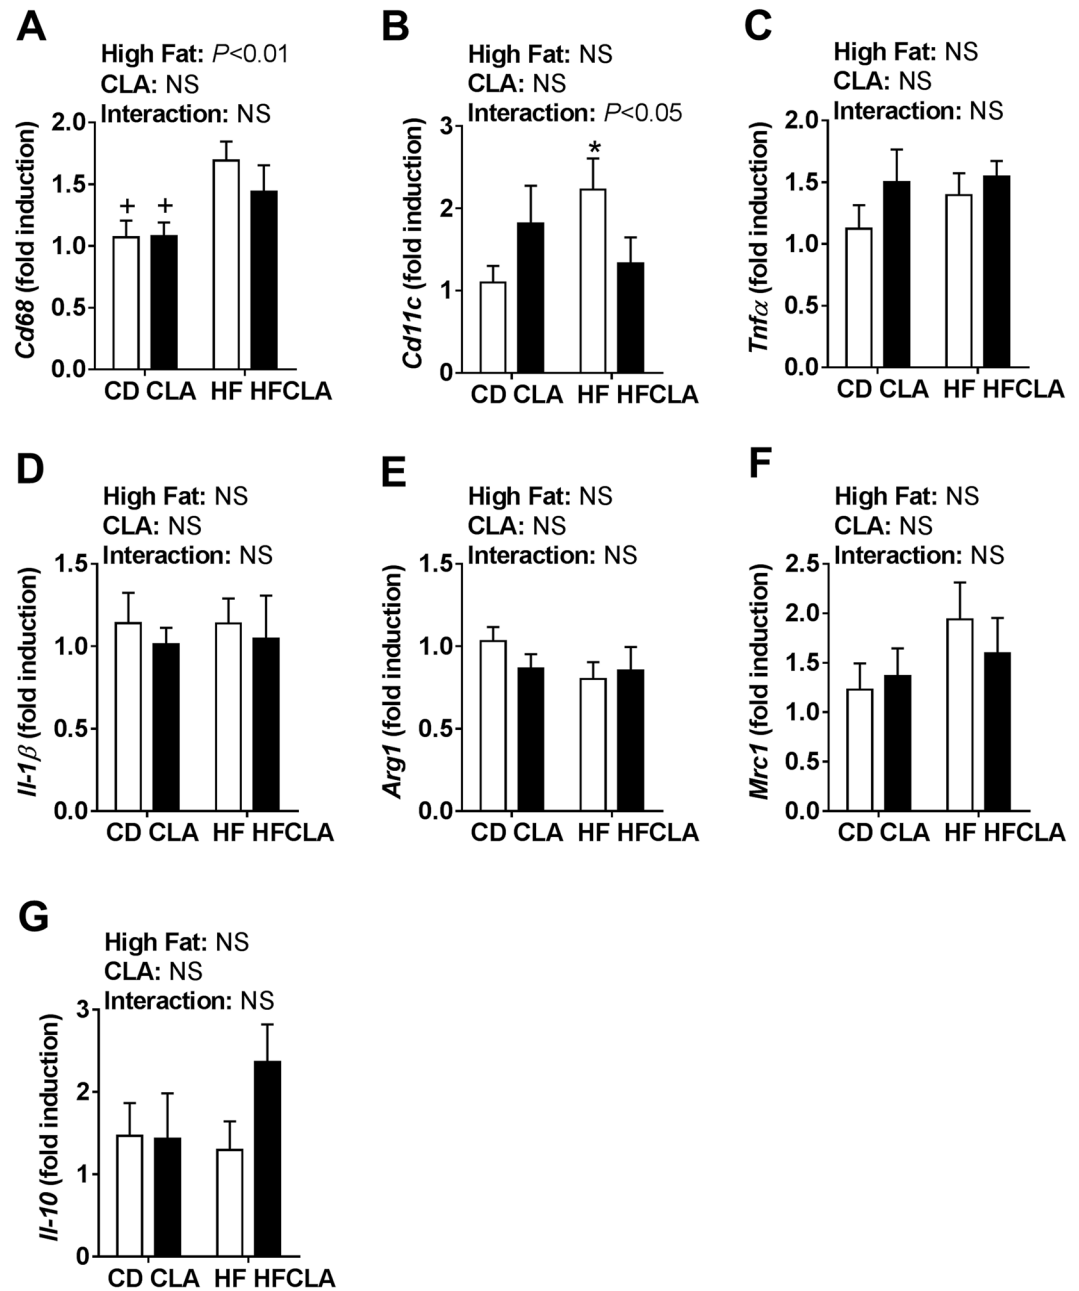 A
High Fat: P<0.01
CLA: NS
Interaction: NS
Cd68 (fold induction)
2.0
1.5
1.0
0.5
0.0
+ +
CD CLA HF HFCLA
B
High Fat: NS
CLA: NS
Interaction: P<0.05
Cd11c (fold induction)
3
2
1
0
*
CD CLA HF HFCLA
C
High Fat: NS
CLA: NS
Interaction: NS
Tnfα (fold induction)
2.0
1.5
1.0
0.5
0.0
CD CLA HF HFCLA
D
High Fat: NS
CLA: NS
Interaction: NS
Il-1β (fold induction)
1.5
1.0
0.5
0.0
CD CLA HF HFCLA
E
High Fat: NS
CLA: NS
Interaction: NS
Arg1 (fold induction)
1.5
1.0
0.5
0.0
CD CLA HF HFCLA
F
High Fat: NS
CLA: NS
Interaction: NS
Mrc1 (fold induction)
2.5
2.0
1.5
1.0
0.5
0.0
CD CLA HF HFCLA
G
High Fat: NS
CLA: NS
Interaction: NS
Il-10 (fold induction)
3
2
1
0
CD CLA HF HFCLA